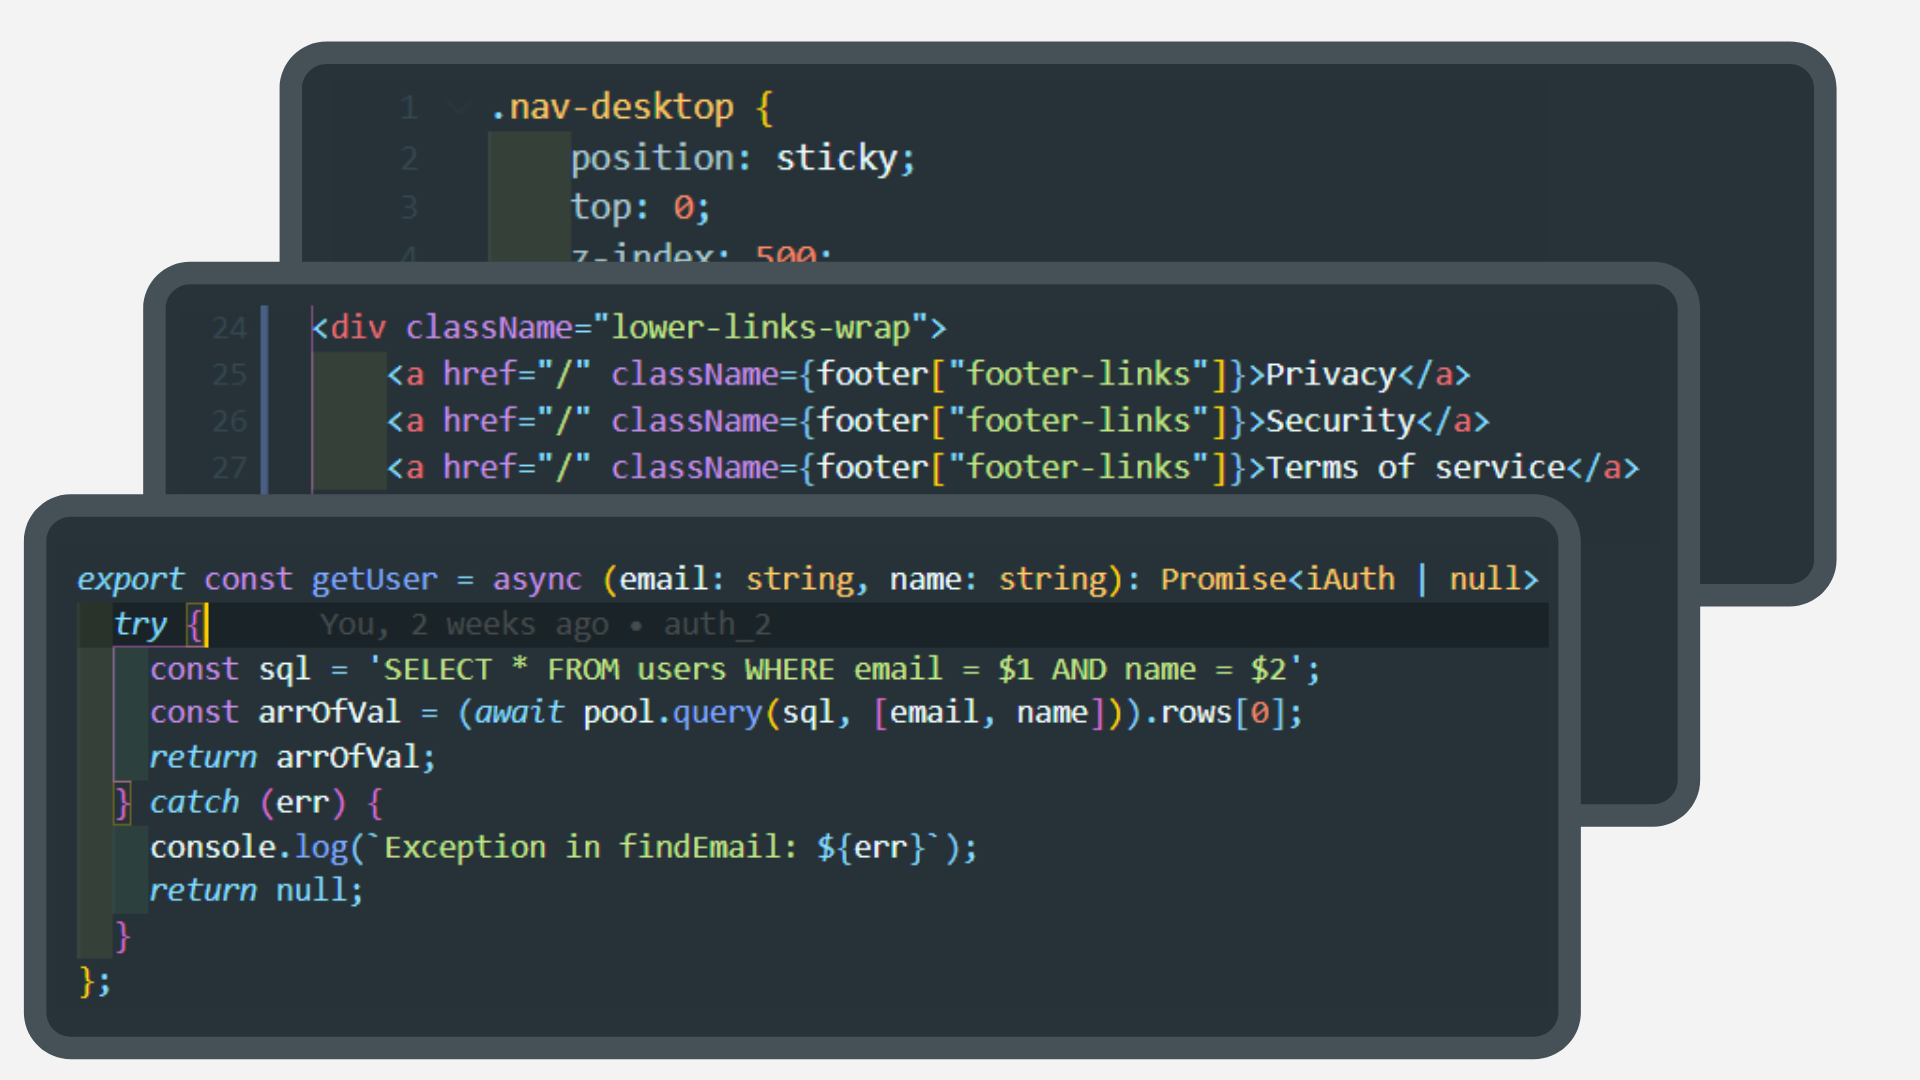 1 .nav-desktop {
2 position: sticky;
3 top: 0;
4 z-index: 500;
24 <div className="lower-links-wrap">
25 <a href="/" className={footer["footer-links"]}>Privacy</a>
26 <a href="/" className={footer["footer-links"]}>Security</a>
27 <a href="/" className={footer["footer-links"]}>Terms of service</a>
export const getUser = async (email: string, name: string): Promise<iAuth | null>
try { You, 2 weeks ago • auth_2
const sql = 'SELECT * FROM users WHERE email = $1 AND name = $2';
const arrOfVal = (await pool.query(sql, [email, name])).rows[0];
return arrOfVal;
} catch (err) {
console.log(`Exception in findEmail: ${err}`);
return null;
}
};